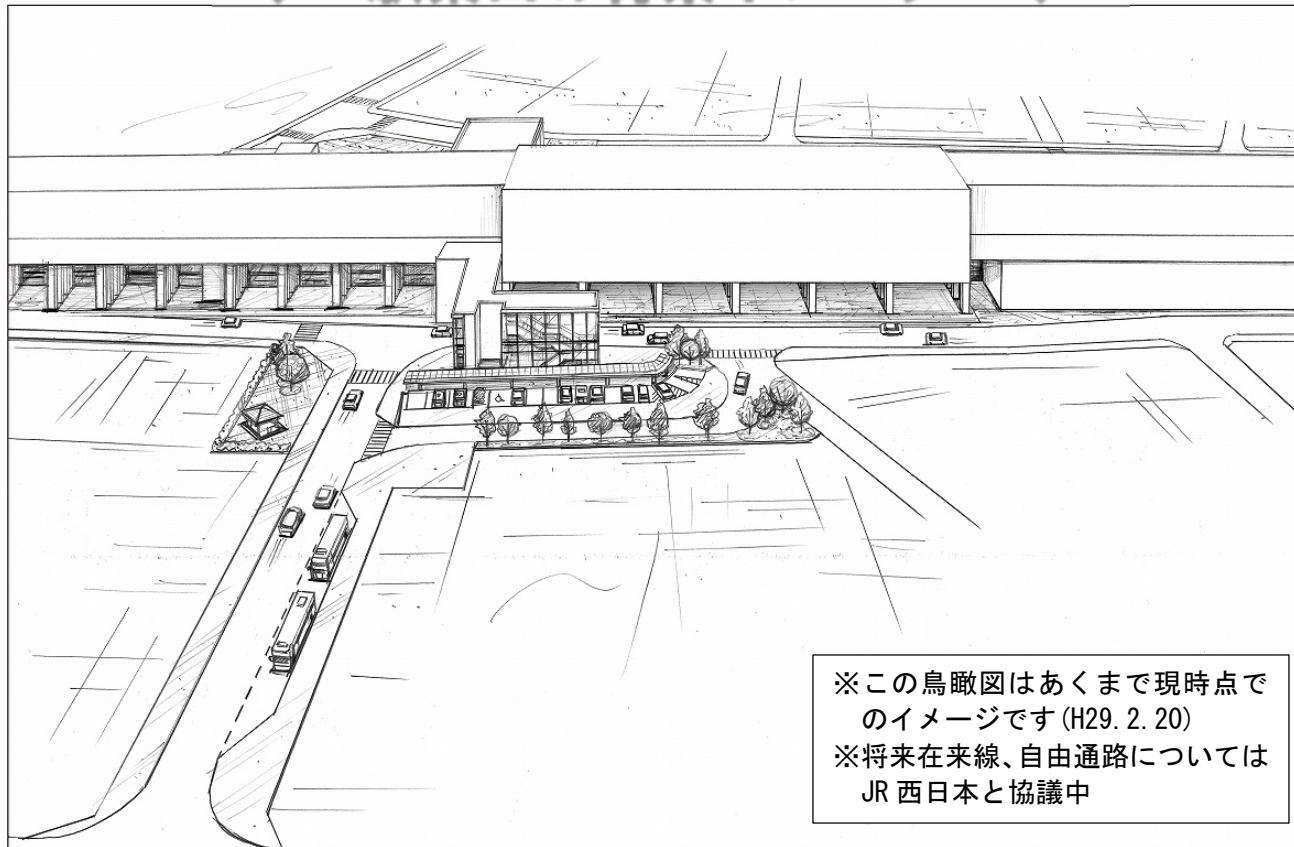 ※この鳥瞰図はあくまで現時点で
のイメージです(H29.2.20)
※将来在来線、自由通路については
JR西日本と協議中